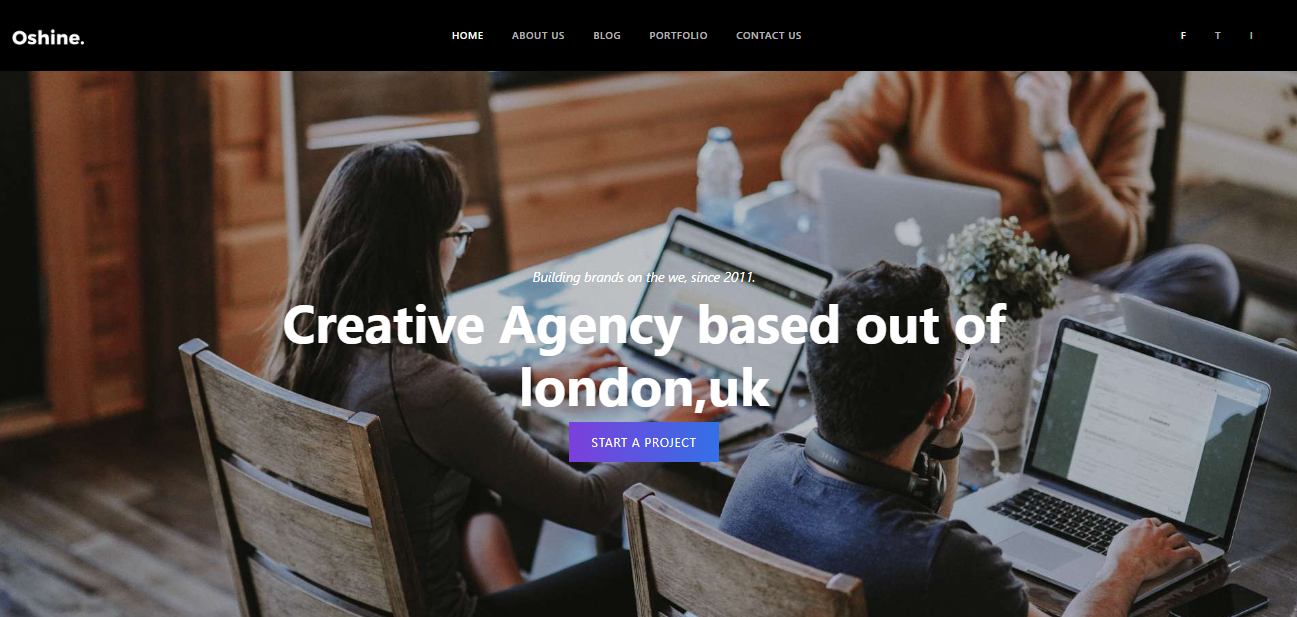 Oshine.
HOME ABOUT US BLOG PORTFOLIO CONTACT US
F T I
Building brands on the we, since 2011.
Creative Agency based out of
london,uk
START A PROJECT